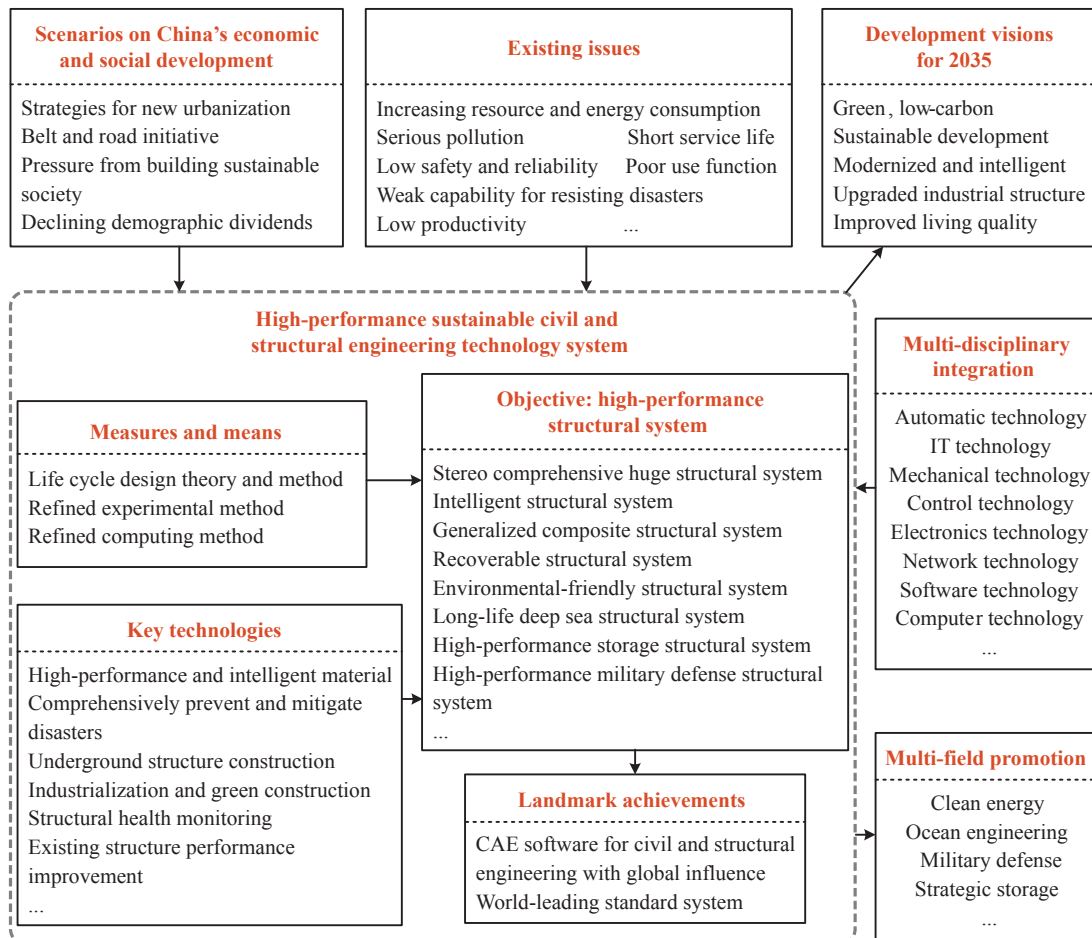 Scenarios on China's economic
and social development
Strategies for new urbanization
Belt and road initiative
Pressure from building sustainable
society
Declining demographic dividends
Existing issues
Increasing resource and energy consumption
Serious pollution Short service life
Low safety and reliability Poor use function
Weak capability for resisting disasters
Low productivity ...
Development visions
for 2035
Green, low-carbon
Sustainable development
Modernized and intelligent
Upgraded industrial structure
Improved living quality
High-performance sustainable civil and
structural engineering technology system
Measures and means
Life cycle design theory and method
Refined experimental method
Refined computing method
Key technologies
High-performance and intelligent material
Comprehensively prevent and mitigate
disasters
Underground structure construction
Industrialization and green construction
Structural health monitoring
Existing structure performance
improvement
...
Objective: high-performance
structural system
Stereo comprehensive huge structural system
Intelligent structural system
Generalized composite structural system
Recoverable structural system
Environmental-friendly structural system
Long-life deep sea structural system
High-performance storage structural system
High-performance military defense structural
system
...
Landmark achievements
CAE software for civil and structural
engineering with global influence
World-leading standard system
Multi-disciplinary
integration
Automatic technology
IT technology
Mechanical technology
Control technology
Electronics technology
Network technology
Software technology
Computer technology
...
Multi-field promotion
Clean energy
Ocean engineering
Military defense
Strategic storage
...